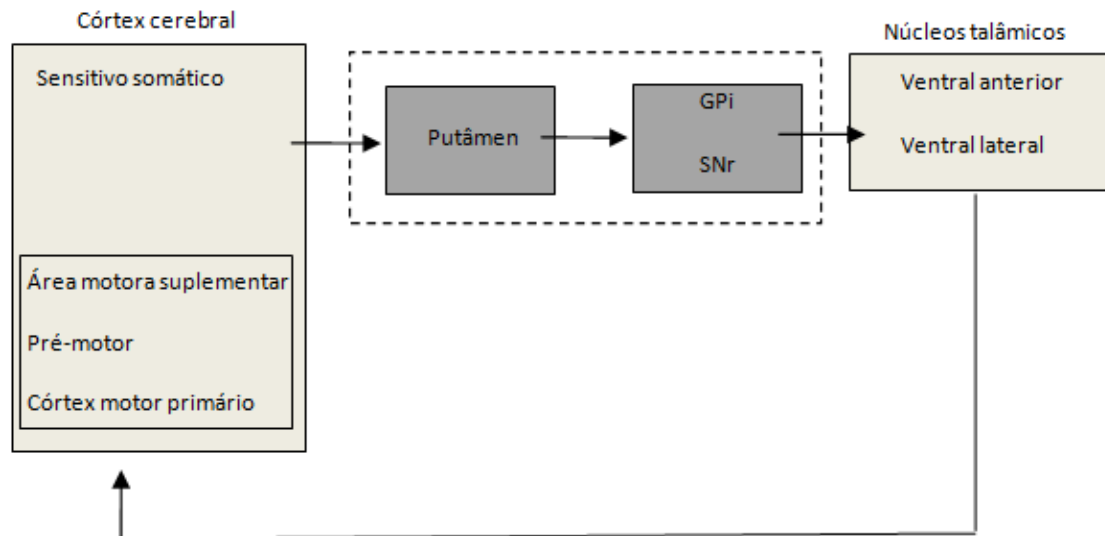 Córtex cerebral
Sensitivo somático
Área motora suplementar
Pré-motor
Córtex motor primário
Putâmen
GPi
SNr
Núcleos talâmicos
Ventral anterior
Ventral lateral